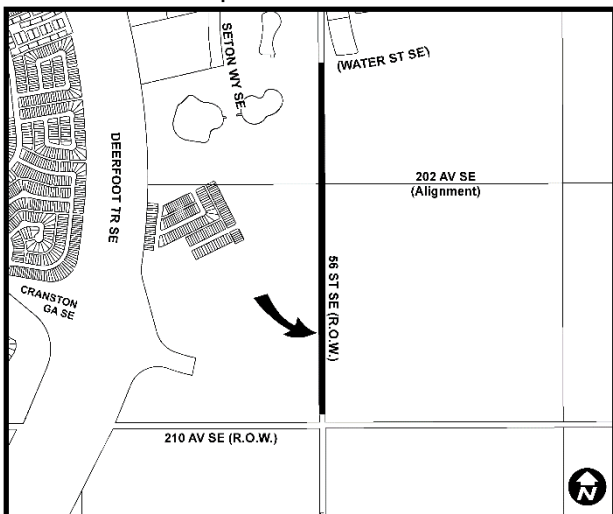 SETON WY SE
(WATER ST SE)
DEERFOOT TR SE
202 AV SE
(Alignment)
56 ST SE (R.O.W.)
CRANSTON
GA SE
210 AV SE (R.O.W.)
N